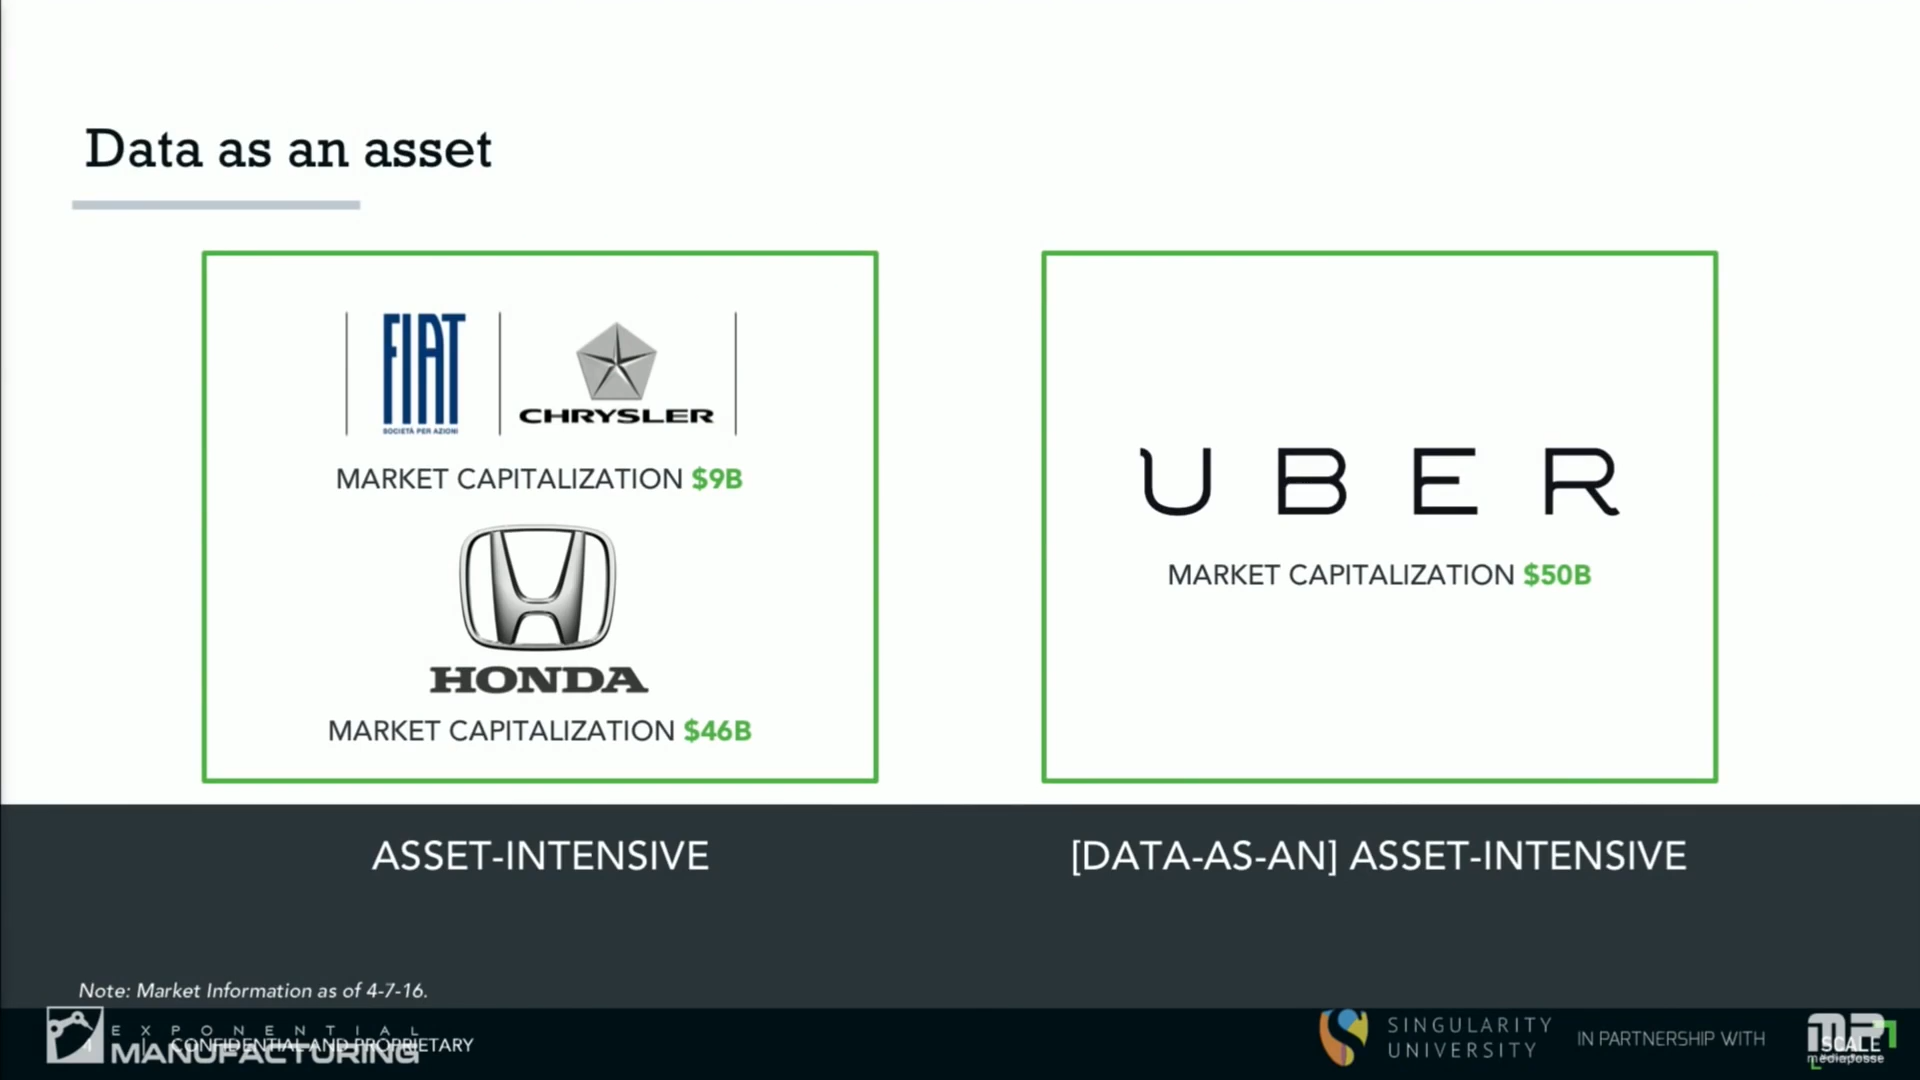 Data as an asset
FIAT
SOCIETÀ PER AZIONI
CHRYSLER
MARKET CAPITALIZATION $9B
HONDA
MARKET CAPITALIZATION $46B
UBER
MARKET CAPITALIZATION $50B
ASSET-INTENSIVE
[DATA-AS-AN] ASSET-INTENSIVE
Note: Market Information as of 4-7-16.
EXPONENTIAL
MANUFACTURING
4 | CONFIDENTIAL AND PROPRIETARY
SINGULARITY
UNIVERSITY
IN PARTNERSHIP WITH
MP
SCALE
mediaposse